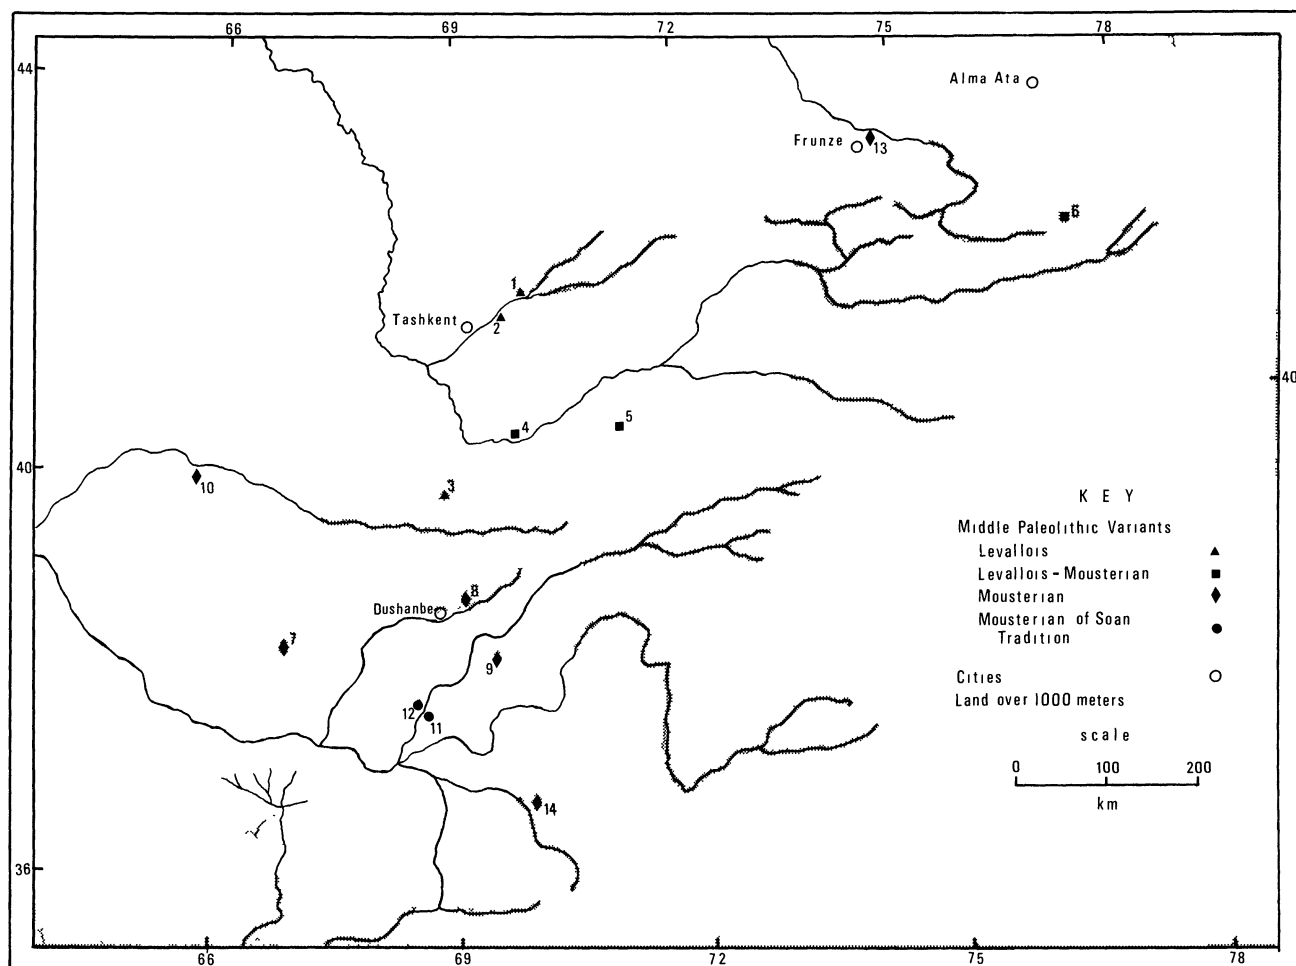 66 69 72 75 78
44
Alma Ata
Frunze
13
6
1
Tashkent
2
40
4 5
40
10
3
KEY
Middle Paleolithic Variants
Levallois
Levallois - Mousterian
Mousterian
Mousterian of Soan
Tradition
Cities
Land over 1000 meters
scale
0 100 200
km
8
Dushanbe
7
9
12
11
14
36
66 69 72 75 78